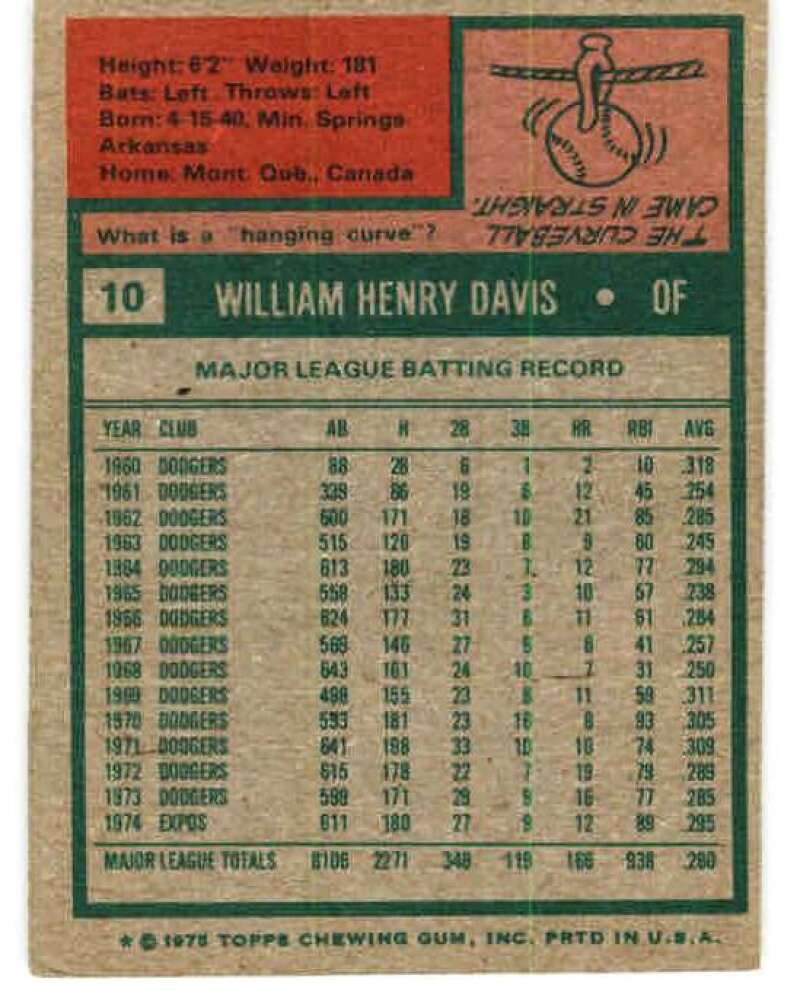 Height: 6'2" Weight: 181
Bats: Left Throws: Left
Born: 4-15-40, Min. Springs
Arkansas
Home: Mont. Que., Canada
What is a "hanging curve"?
THE CURVEBALL
CAME IN STRAIGHT.
10 WILLIAM HENRY DAVIS • OF
MAJOR LEAGUE BATTING RECORD
YEAR CLUB AB H 2B 3B HR RBI AVG
1960 DODGERS 88 28 6 1 2 10 .318
1961 DODGERS 339 86 19 6 12 45 .254
1962 DODGERS 600 171 18 10 21 85 .285
1963 DODGERS 515 126 19 8 9 60 .245
1964 DODGERS 613 180 23 7 12 77 .294
1965 DODGERS 558 133 24 3 10 57 .238
1966 DODGERS 624 177 31 6 11 61 .284
1967 DODGERS 569 146 27 9 6 41 .257
1968 DODGERS 643 161 24 10 7 31 .250
1969 DODGERS 498 155 23 8 11 59 .311
1970 DODGERS 593 181 23 16 8 93 .305
1971 DODGERS 641 198 33 10 10 74 .309
1972 DODGERS 615 178 22 7 19 79 .289
1973 DODGERS 599 171 29 9 16 77 .285
1974 EXPOS 611 180 27 9 12 89 .295
MAJOR LEAGUE TOTALS 8106 2271 348 119 166 938 .280
* © 1975 TOPPS CHEWING GUM, INC. PRTD IN U.S.A.